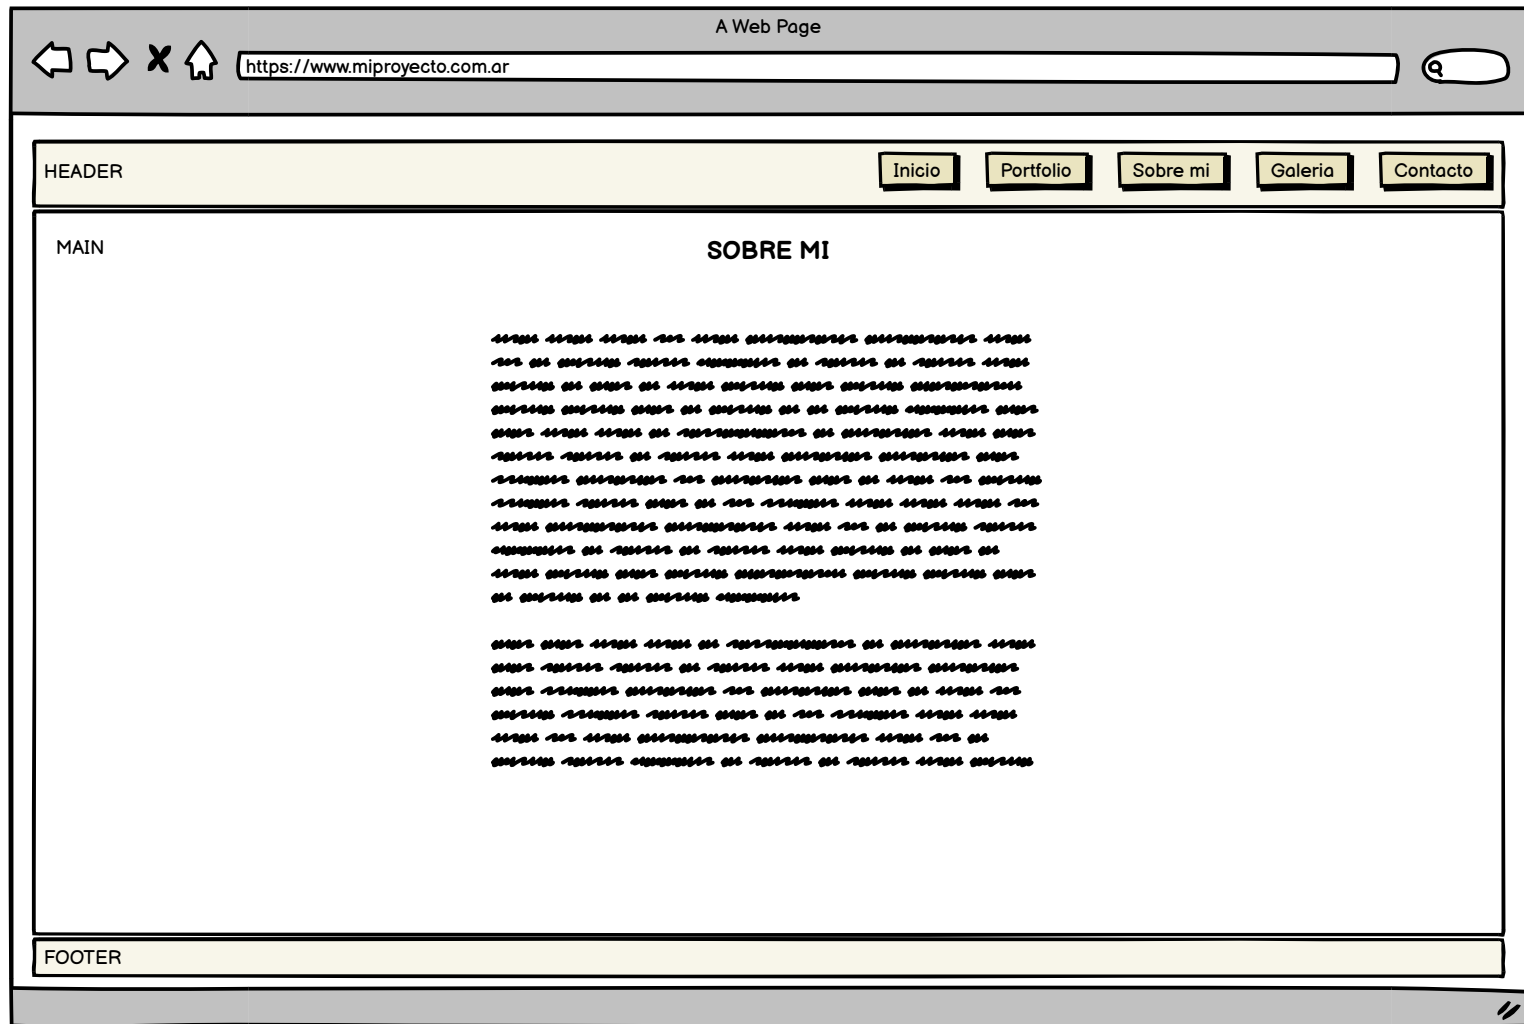 A Web Page
https://www.miproyecto.com.ar
HEADER
Inicio
Portfolio
Sobre mi
Galeria
Contacto
MAIN
SOBRE MI
FOOTER